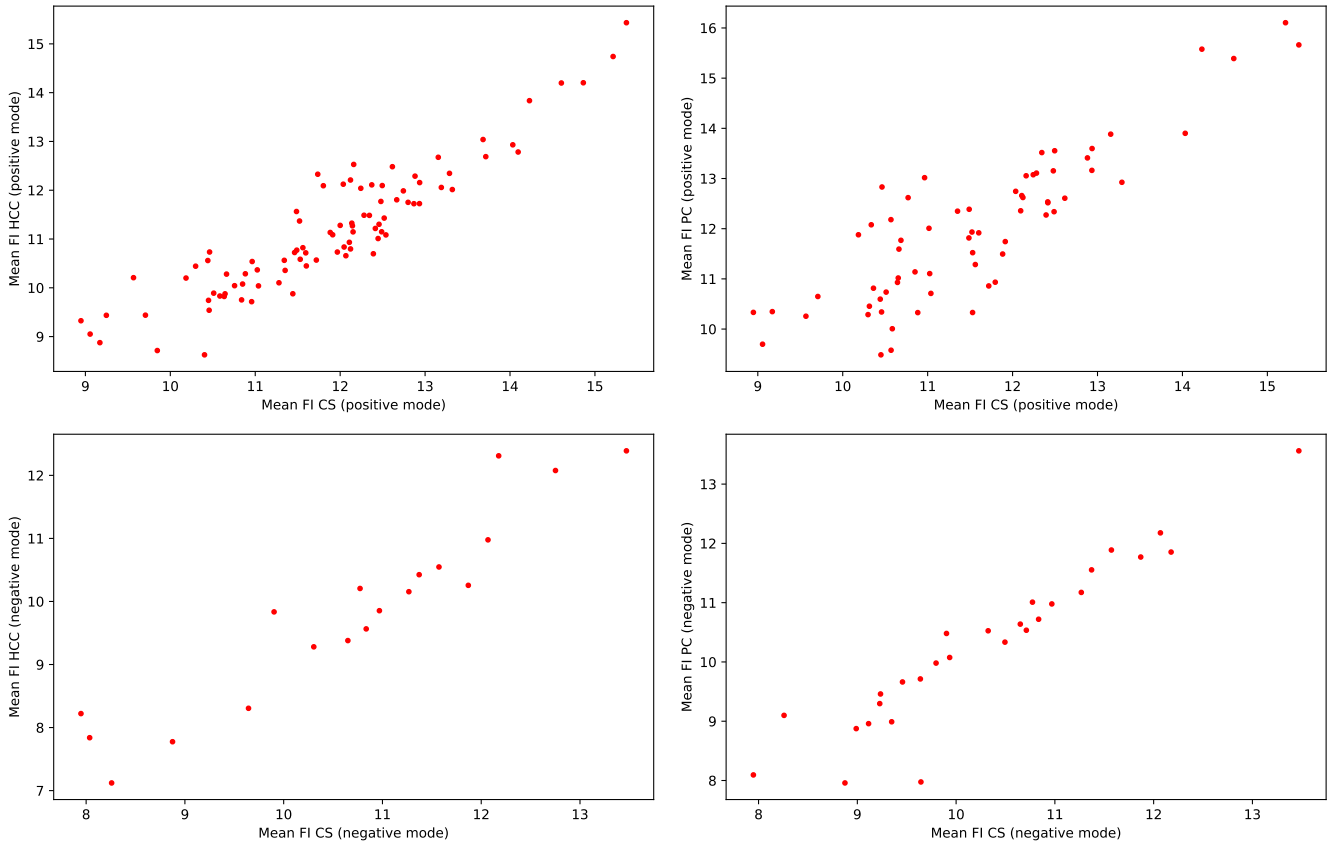 Mean FI HCC (positive mode)
15
14
13
12
11
10
9
9 10 11 12 13 14 15
Mean FI CS (positive mode)
Mean FI PC (positive mode)
16
15
14
13
12
11
10
9 10 11 12 13 14 15
Mean FI CS (positive mode)
Mean FI HCC (negative mode)
12
11
10
9
8
7
8 9 10 11 12 13
Mean FI CS (negative mode)
Mean FI PC (negative mode)
13
12
11
10
9
8
8 9 10 11 12 13
Mean FI CS (negative mode)